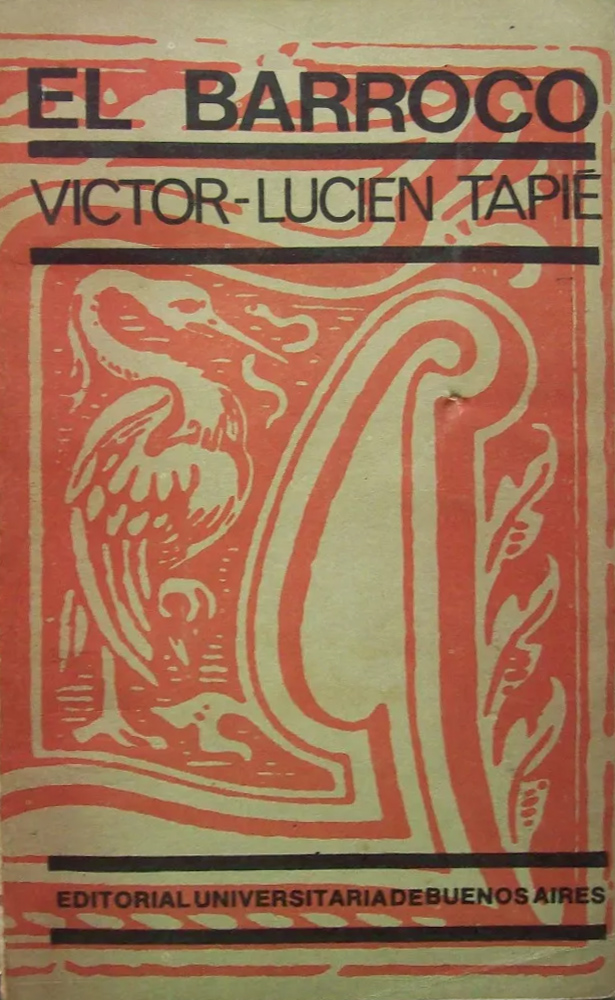 EL BARROCO
VICTOR-LUCIEN TAPIÉ
EDITORIAL UNIVERSITARIA DE BUENOS AIRES